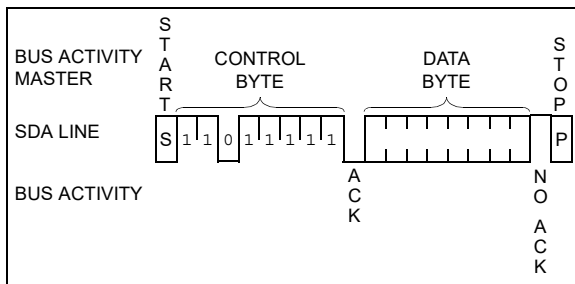 BUS ACTIVITY
MASTER
START
CONTROL
BYTE
DATA
BYTE
STOP
SDA LINE
S 1 1 0 1 1 1 1 1 P
BUS ACTIVITY
ACK
NO ACK